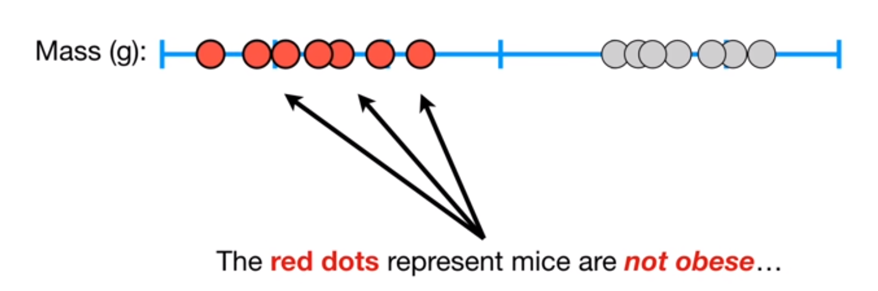 Mass (g):
The red dots represent mice are not obese…